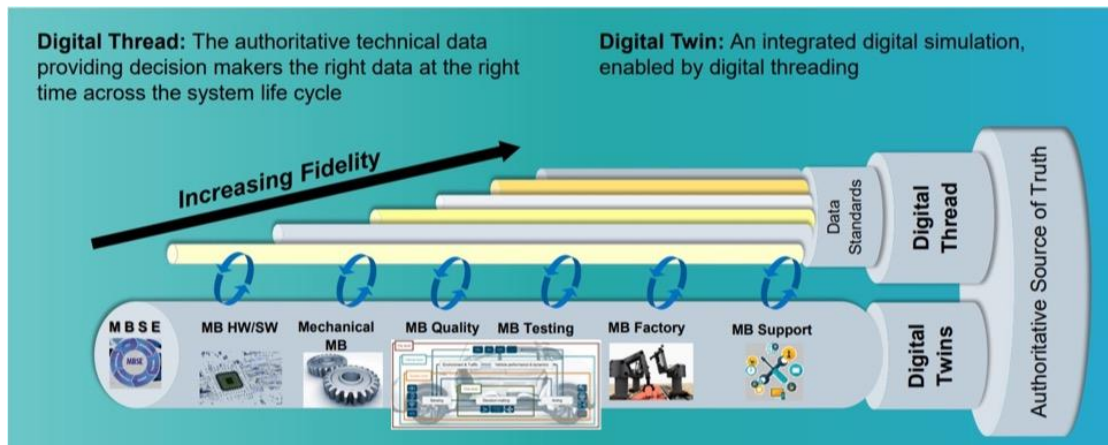 Digital Thread: The authoritative technical data
providing decision makers the right data at the right
time across the system life cycle
Digital Twin: An integrated digital simulation,
enabled by digital threading
Increasing Fidelity
Data
Standards
Digital
Thread
Authoritative Source of Truth
M B S E
MBSE
MB HW/SW
Mechanical
MB
MB Quality
MB Testing
MB Factory
MB Support
Digital
Twins